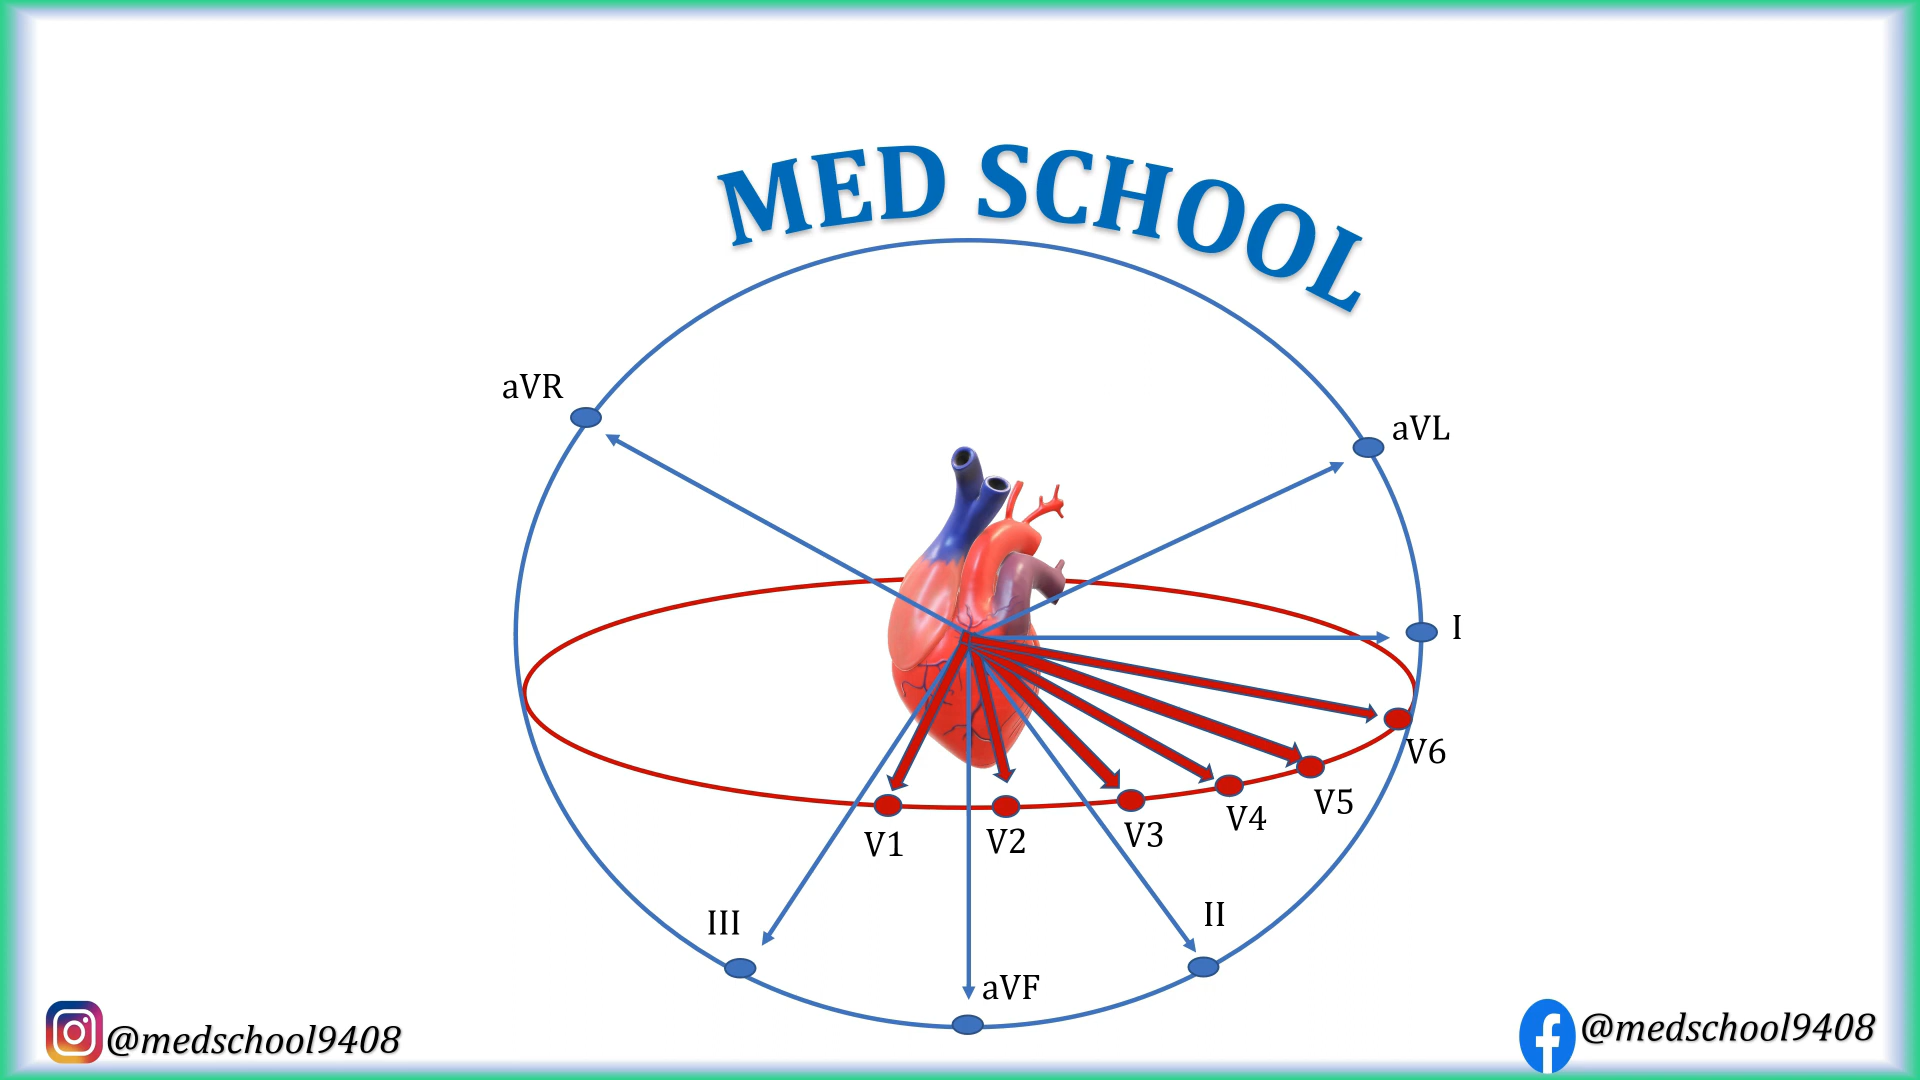 MED SCHOOL
aVR
aVL
I
V6
V5
V4
V3
V2
V1
III
II
aVF
@medschool9408
@medschool9408